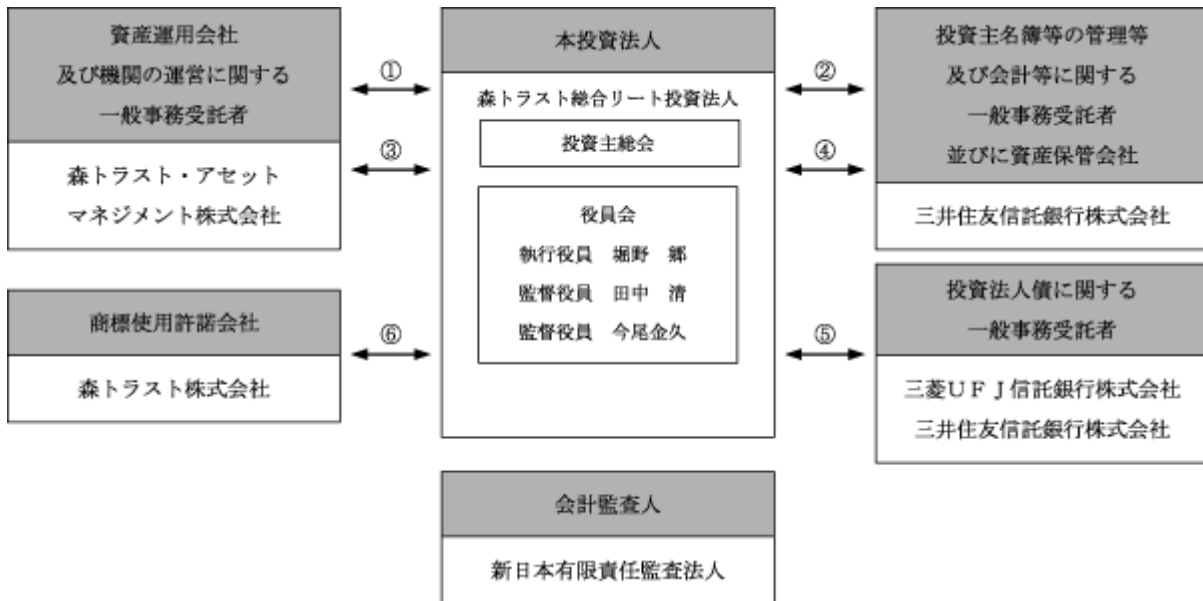 資産運用会社
及び機関の運営に関する
一般事務受託者
森トラスト・アセット
マネジメント株式会社
①
③
商標使用許諾会社
森トラスト株式会社
⑥
本投資法人
森トラスト総合リート投資法人
投資主総会
役員会
執行役員　堀野　郷
監督役員　田中　清
監督役員　今尾金久
②
④
投資主名簿等の管理等
及び会計等に関する
一般事務受託者
並びに資産保管会社
三井住友信託銀行株式会社
⑤
投資法人債に関する
一般事務受託者
三菱ＵＦＪ信託銀行株式会社
三井住友信託銀行株式会社
会計監査人
新日本有限責任監査法人